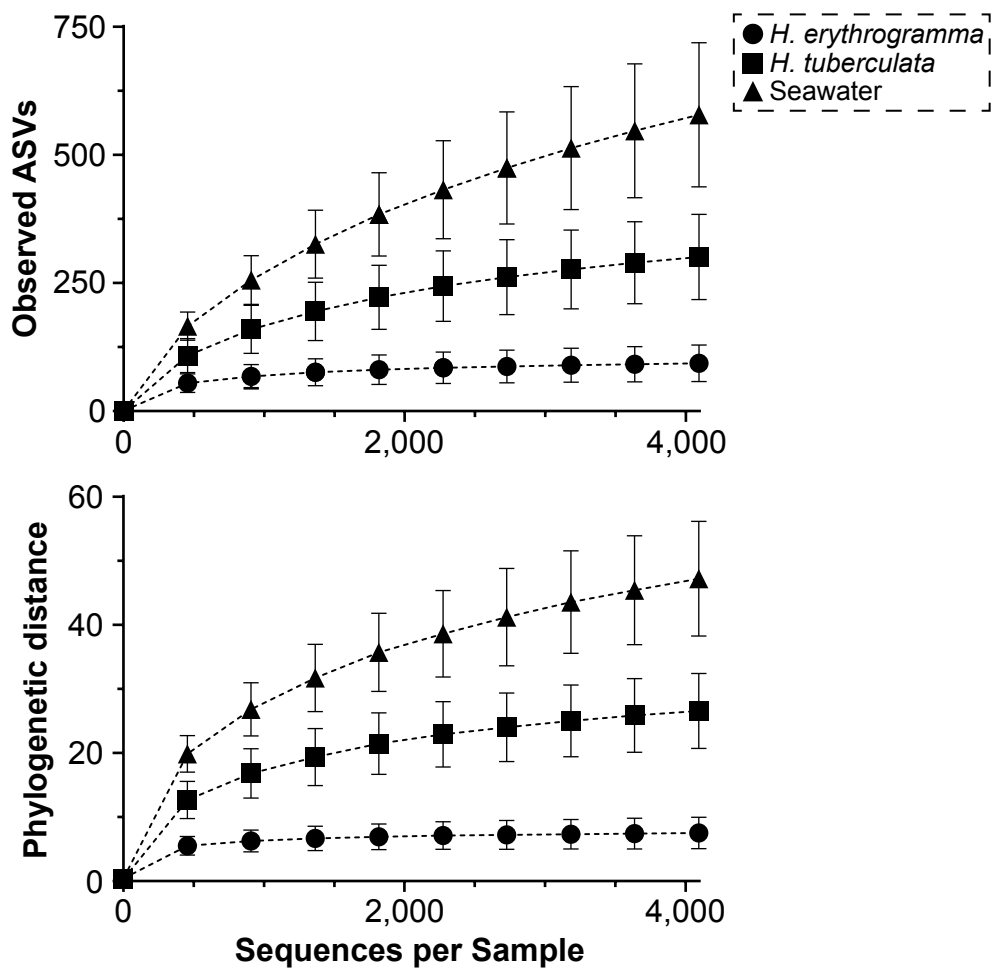 750
500
250
0
Observed ASVs
0
2,000
4,000
H. erythrogramma
H. tuberculata
Seawater
60
40
20
0
Phylogenetic distance
0
2,000
4,000
Sequences per Sample